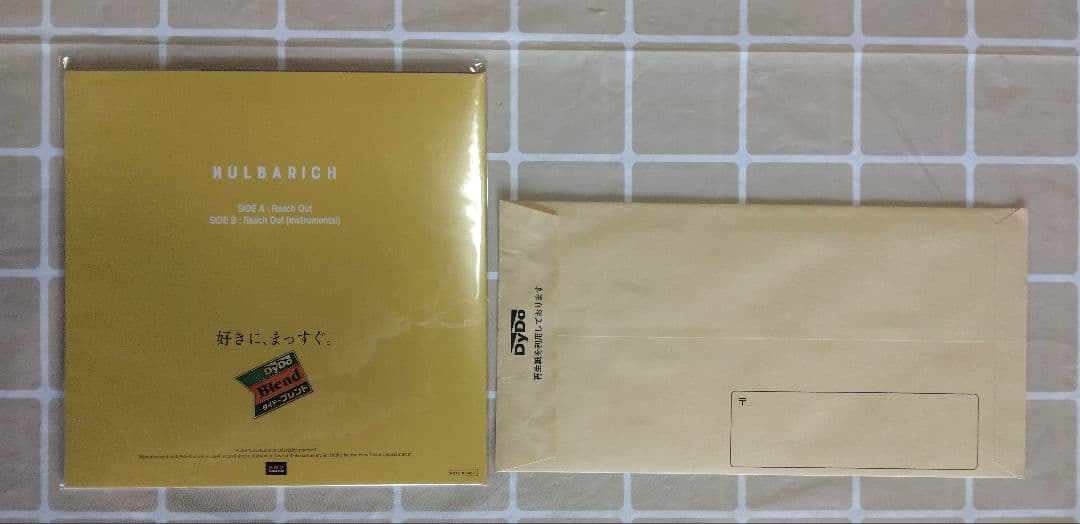 NULBARICH
SIDE A : Reach Out
SIDE B : Reach Out (Instrumental)
好きに、まっすぐ。
DyDo
Blend
ダイドーブレンド
DyDo
再生紙を利用しております
〒